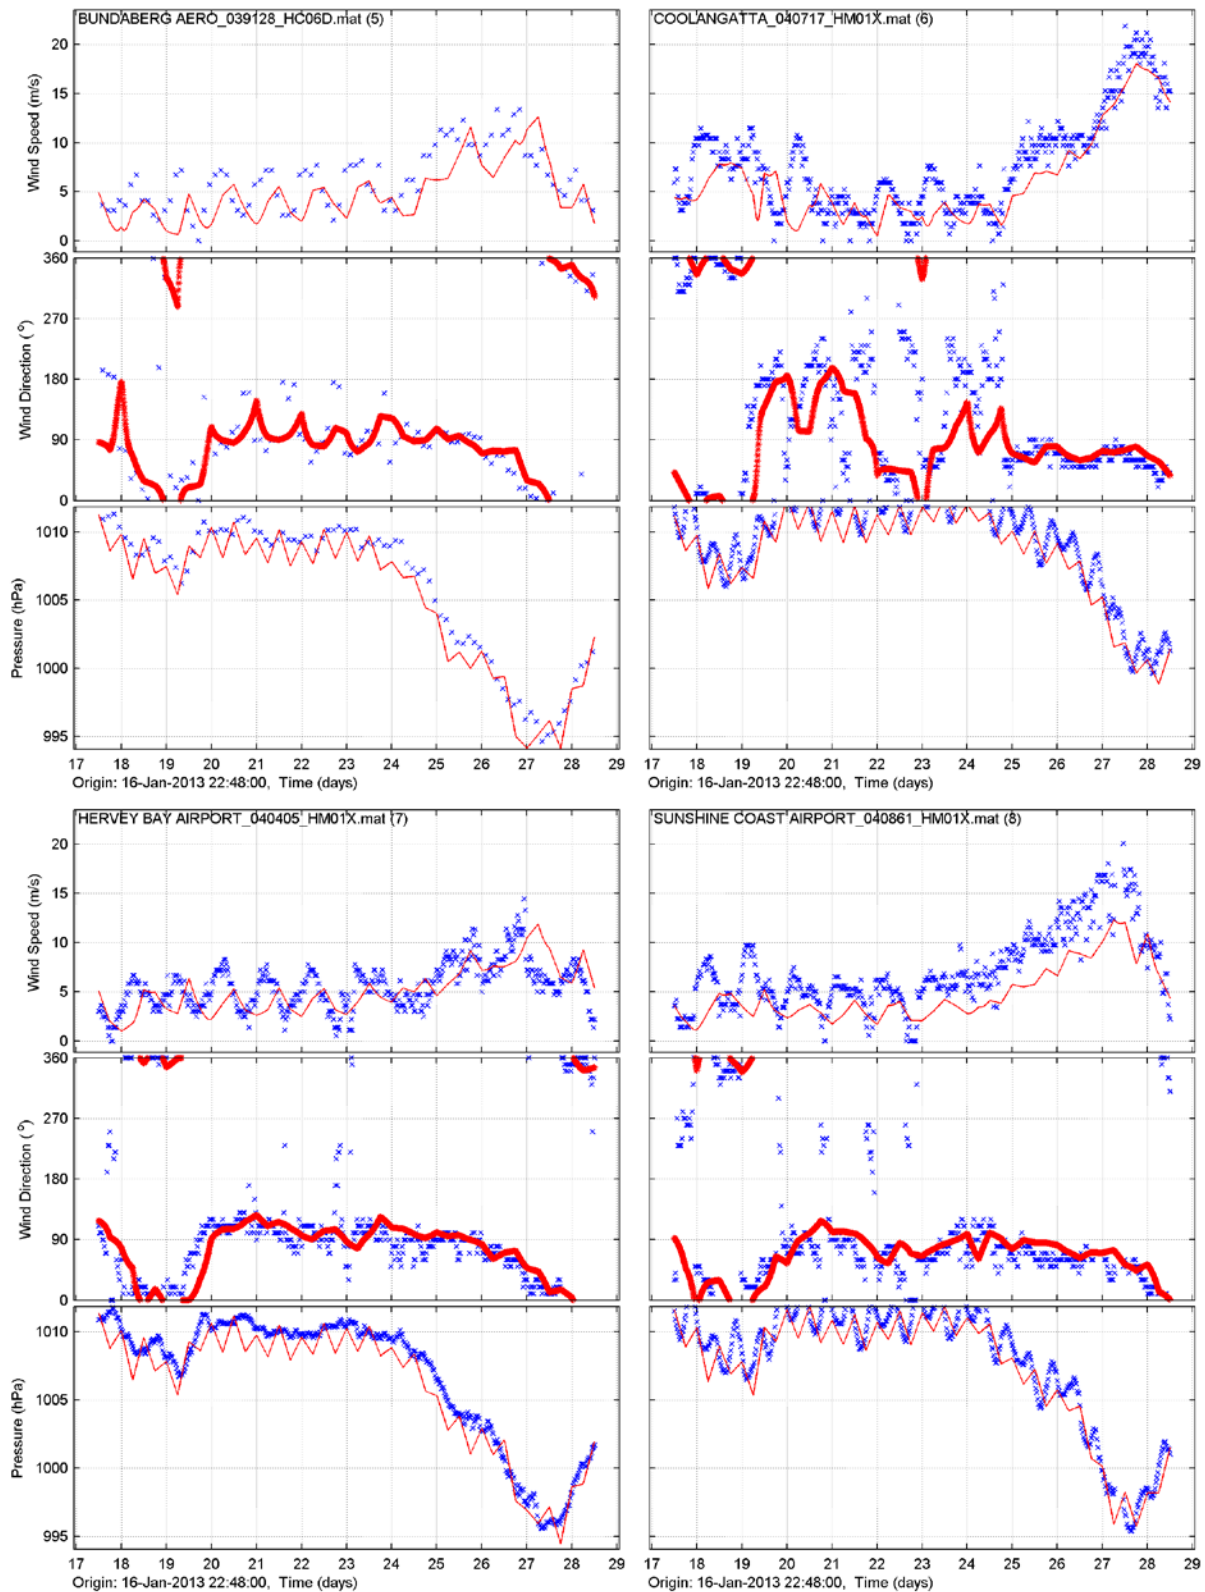 BUNDABERG AERO_039128_HC06D.mat (5)
Wind Speed (m/s)
20
15
10
5
0
Wind Direction (°)
360
270
180
90
0
Pressure (hPa)
1010
1005
1000
995
17 18 19 20 21 22 23 24 25 26 27 28 29
Origin: 16-Jan-2013 22:48:00, Time (days)
COOLANGATTA_040717_HM01X.mat (6)
17 18 19 20 21 22 23 24 25 26 27 28 29
Origin: 16-Jan-2013 22:48:00, Time (days)
HERVEY BAY AIRPORT_040405_HM01X.mat (7)
Wind Speed (m/s)
20
15
10
5
0
Wind Direction (°)
360
270
180
90
0
Pressure (hPa)
1010
1005
1000
995
17 18 19 20 21 22 23 24 25 26 27 28 29
Origin: 16-Jan-2013 22:48:00, Time (days)
SUNSHINE COAST AIRPORT_040861_HM01X.mat (8)
17 18 19 20 21 22 23 24 25 26 27 28 29
Origin: 16-Jan-2013 22:48:00, Time (days)